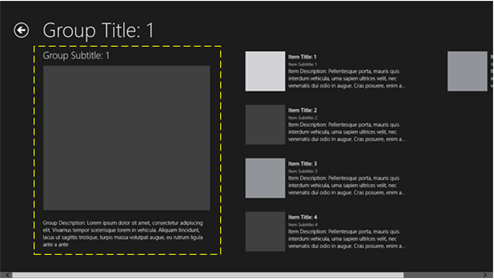 Group Title: 1
Group Subtitle: 1
Group Description: Lorem ipsum dolor sit amet, consectetur adipiscing
elit. Vivamus tempor scelerisque lorem in vehicula. Aliquam tincidunt,
lacus ut sagittis tristique, turpis massa volutpat augue, eu rutrum ligula
ante a ante
Item Title: 1
Item Subtitle: 1
Item Description: Pellentesque porta, mauris quis
interdum vehicula, urna sapien ultrices velit, nec
venenatis dui odio in augue. Cras posuere, enim a...
Item Title: 2
Item Subtitle: 2
Item Description: Pellentesque porta, mauris quis
interdum vehicula, urna sapien ultrices velit, nec
venenatis dui odio in augue. Cras posuere, enim a...
Item Title: 3
Item Subtitle: 3
Item Description: Pellentesque porta, mauris quis
interdum vehicula, urna sapien ultrices velit, nec
venenatis dui odio in augue. Cras posuere, enim a...
Item Title: 4
Item Subtitle: 4
Item Description: Pellentesque porta, mauris quis
interdum vehicula, urna sapien ultrices velit, nec
venenatis dui odio in augue. Cras posuere, enim a...